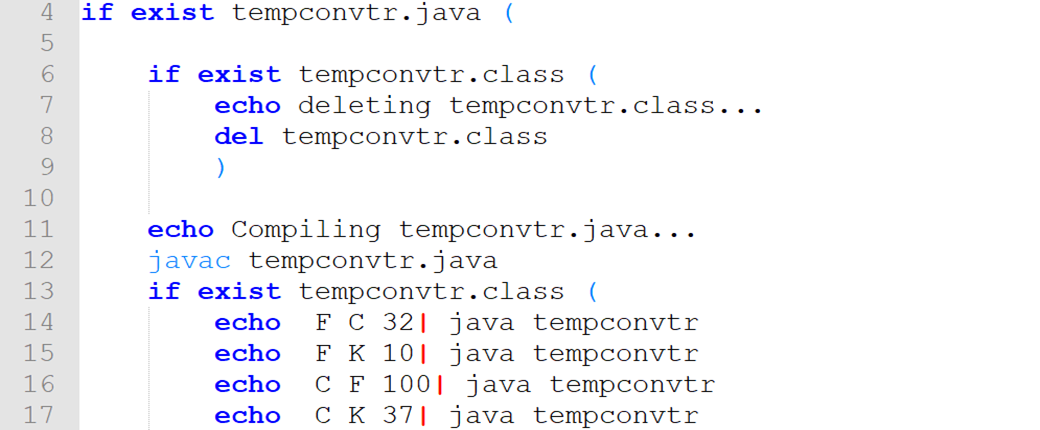 4 if exist tempconvtr.java (
5
6     if exist tempconvtr.class (
7         echo deleting tempconvtr.class...
8         del tempconvtr.class
9         )
10
11     echo Compiling tempconvtr.java...
12     javac tempconvtr.java
13     if exist tempconvtr.class (
14         echo  F C 32| java tempconvtr
15         echo  F K 10| java tempconvtr
16         echo  C F 100| java tempconvtr
17         echo  C K 37| java tempconvtr